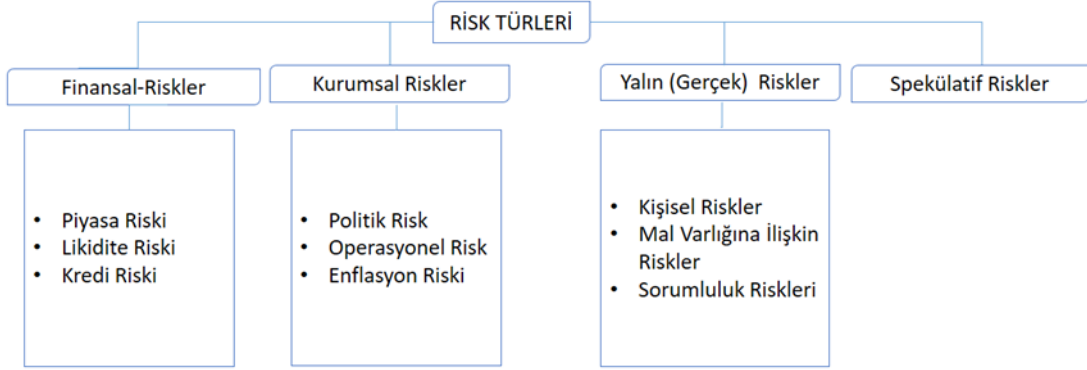 RİSK TÜRLERİ
Finansal-Riskler
Kurumsal Riskler
Yalın (Gerçek) Riskler
Spekülatif Riskler
• Piyasa Riski
• Likidite Riski
• Kredi Riski
• Politik Risk
• Operasyonel Risk
• Enflasyon Riski
• Kişisel Riskler
• Mal Varlığına İlişkin
Riskler
• Sorumluluk Riskleri